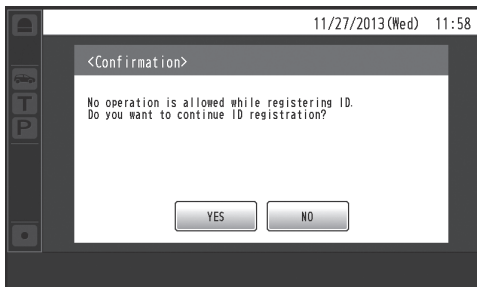 11/27/2013(Wed) 11:58
<Confirmation>
No operation is allowed while registering ID.
Do you want to continue ID registration?
T
P
YES NO